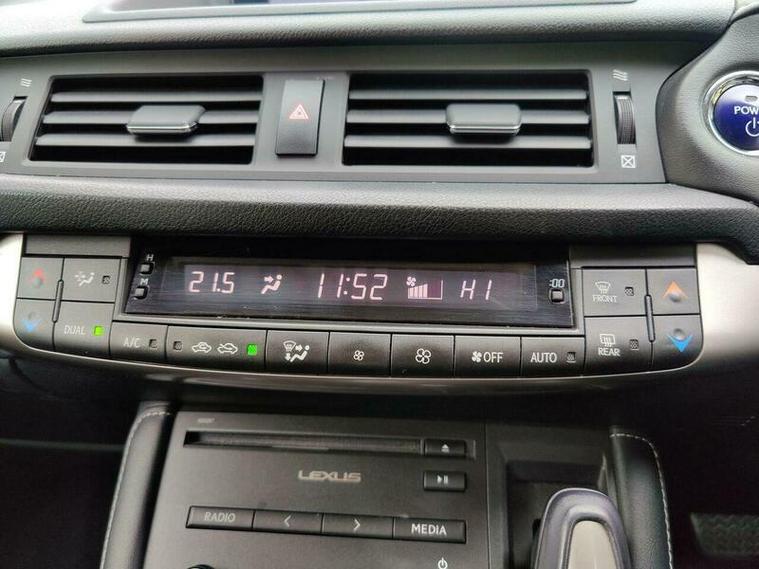 POWER
H
M
21.5 11:52 HI
:00
DUAL
A/C
OFF
AUTO
FRONT
REAR
LEXUS
RADIO
MEDIA